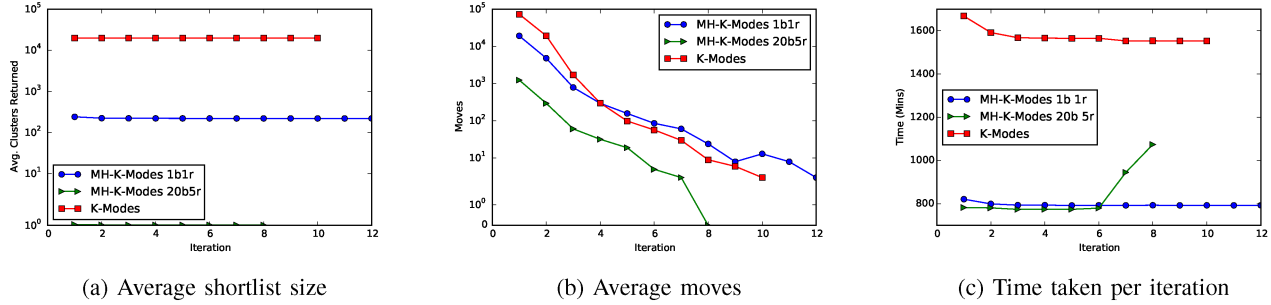 10^5
10^4
10^3
10^2
10^1
10^0
Avg. Clusters Returned
MH-K-Modes 1b1r
MH-K-Modes 20b5r
K-Modes
0 2 4 6 8 10 12
Iteration
(a) Average shortlist size
10^5
10^4
10^3
10^2
10^1
10^0
0
Moves
MH-K-Modes 1b1r
MH-K-Modes 20b5r
K-Modes
0 2 4 6 8 10 12
Iteration
(b) Average moves
1600
1400
1200
1000
800
Time (Mins)
MH-K-Modes 1b 1r
MH-K-Modes 20b 5r
K-Modes
0 2 4 6 8 10 12
Iteration
(c) Time taken per iteration